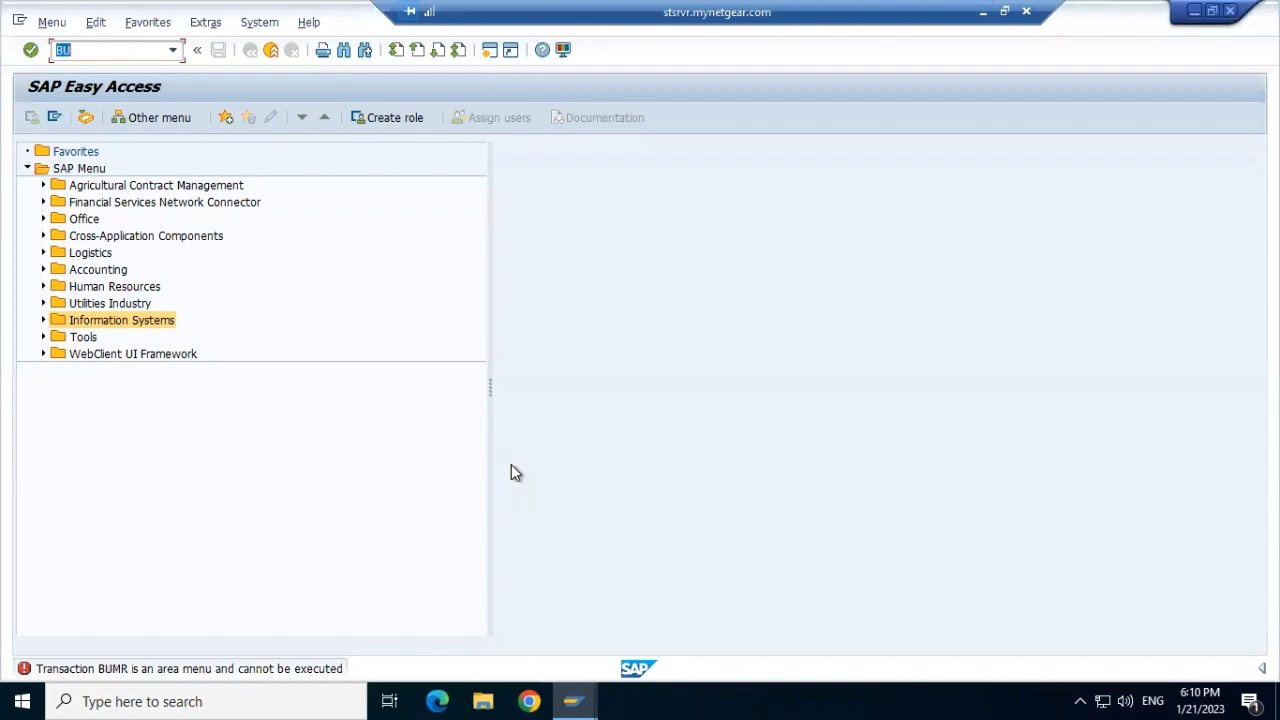 stsrvr.mynetgear.com
Menu Edit Favorites Extras System Help
BU
SAP Easy Access
Other menu Create role Assign users Documentation
Favorites
SAP Menu
Agricultural Contract Management
Financial Services Network Connector
Office
Cross-Application Components
Logistics
Accounting
Human Resources
Utilities Industry
Information Systems
Tools
WebClient UI Framework
Transaction BUMR is an area menu and cannot be executed
SAP
Type here to search
ENG
6:10 PM
1/21/2023
1